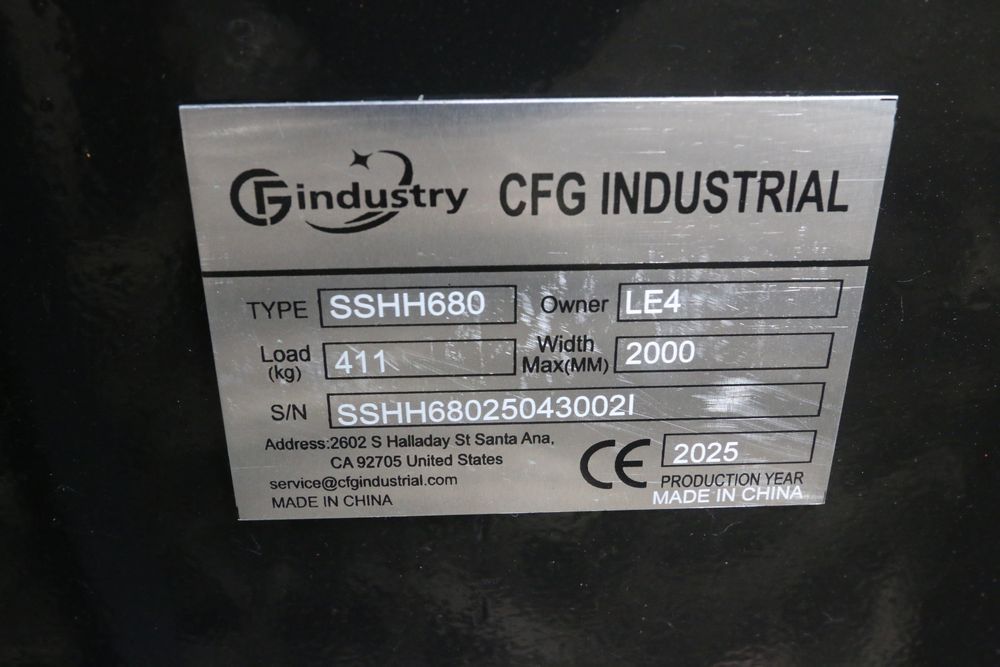 CFG industry CFG INDUSTRIAL
TYPE SSHH680 Owner LE4
Load (kg) 411 Width Max(MM) 2000
S/N SSHH68025043002I
Address:2602 S Halladay St Santa Ana,
CA 92705 United States
service@cfgindustrial.com
MADE IN CHINA
CE 2025
PRODUCTION YEAR
MADE IN CHINA